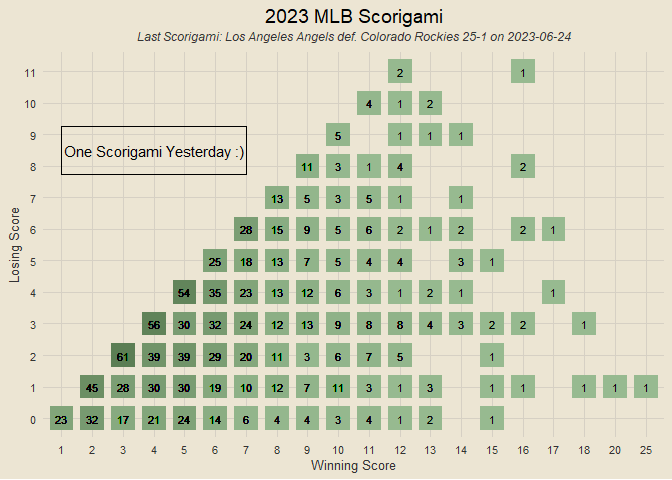 2023 MLB Scorigami
Last Scorigami: Los Angeles Angels def. Colorado Rockies 25-1 on 2023-06-24
11 2 1
10 4 1 2
9 5 1 1 1
One Scorigami Yesterday :)
8 11 3 1 4 2
7 13 5 3 5 1 1
6 28 15 9 5 6 2 1 2 2 1
5 25 18 13 7 5 4 4 3 1
4 54 35 23 13 12 6 3 1 2 1 1
3 56 30 32 24 12 13 9 8 8 4 3 2 2 1
2 61 39 39 29 20 11 3 6 7 5 1
1 45 28 30 30 19 10 12 7 11 3 1 3 1 1 1 1 1
0 23 32 17 21 24 14 6 4 4 3 4 1 2 1
Losing Score
1 2 3 4 5 6 7 8 9 10 11 12 13 14 15 16 17 18 20 25
Winning Score